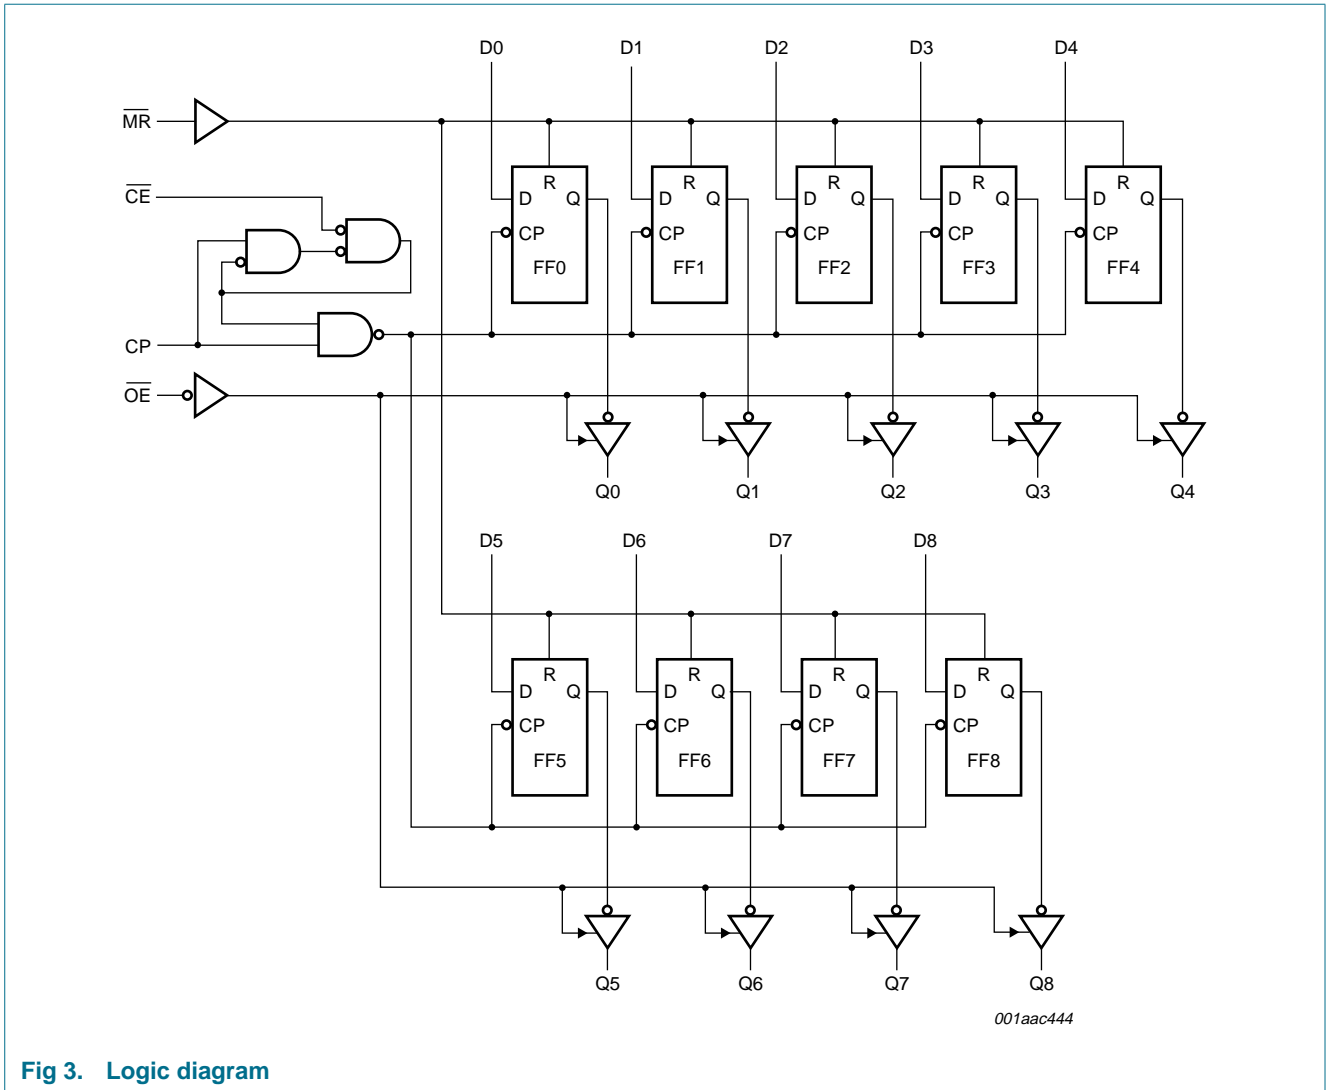 D0 D1 D2 D3 D4
MR
CE
R R R R R
D Q D Q D Q D Q D Q
CP CP CP CP CP
FF0 FF1 FF2 FF3 FF4
CP
OE
Q0 Q1 Q2 Q3 Q4
D5 D6 D7 D8
R R R R
D Q D Q D Q D Q
CP CP CP CP
FF5 FF6 FF7 FF8
Q5 Q6 Q7 Q8
001aac444
Fig 3. Logic diagram